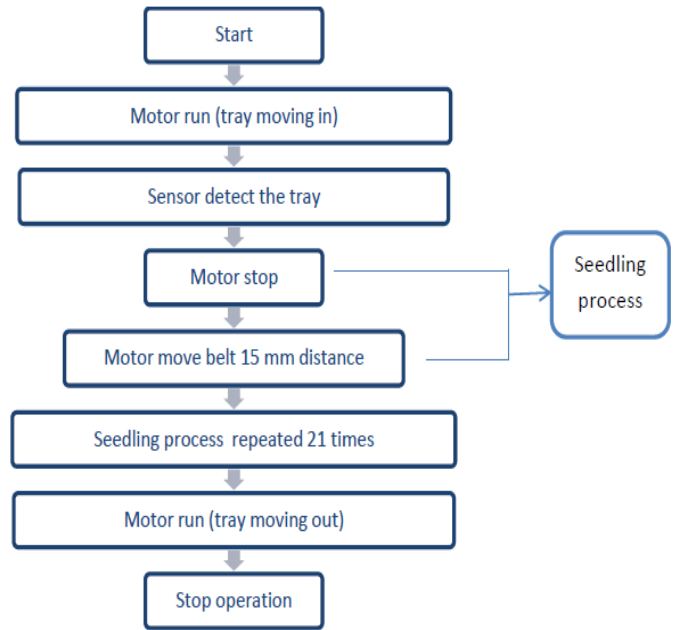 Start
Motor run (tray moving in)
Sensor detect the tray
Motor stop
Seedling
process
Motor move belt 15 mm distance
Seedling process repeated 21 times
Motor run (tray moving out)
Stop operation